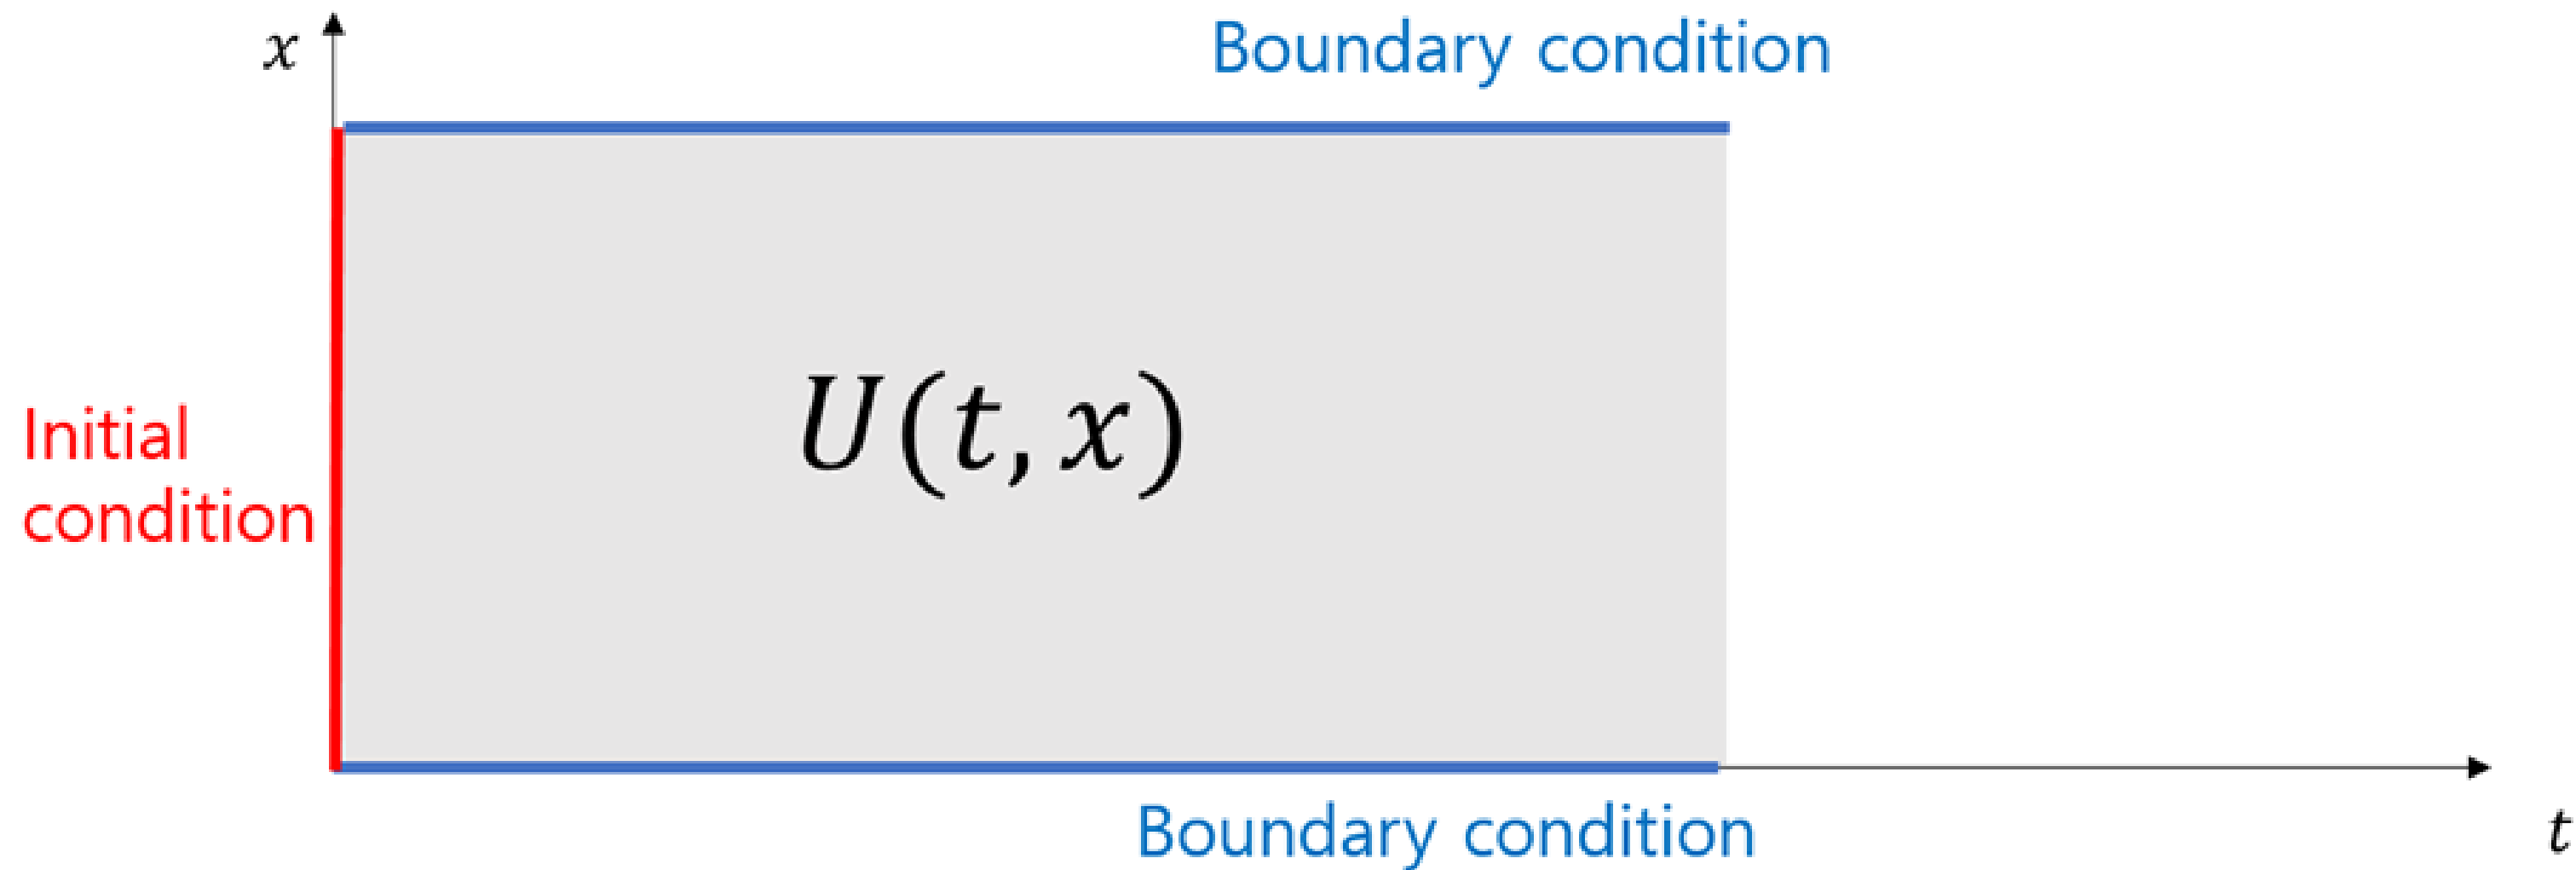 x
Boundary condition
U(t, x)
Initial
condition
Boundary condition
t